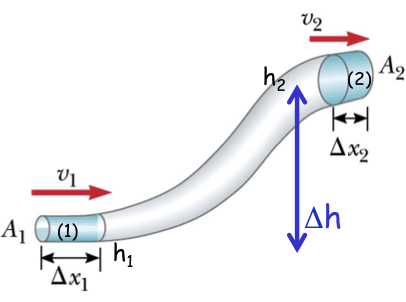 v₂
h₂
(2)
A₂
Δx₂
v₁
Δh
A₁
(1)
h₁
Δx₁